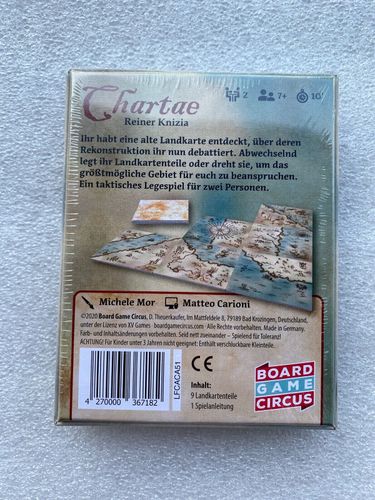 Chartae
Reiner Knizia
2 7+ 10'
Ihr habt eine alte Landkarte entdeckt, über deren
Rekonstruktion ihr nun debattiert. Abwechselnd
legt ihr Landkartenteile oder dreht sie, um das
größtmögliche Gebiet für euch zu beanspruchen.
Ein taktisches Legespiel für zwei Personen.
Michele Mor Matteo Carioni
©2020 Board Game Circus, D. Theuerkaufer, Im Mattfeldele 8, 79189 Bad Krozingen, Deutschland,
unter der Lizenz von XV Games · boardgamecircus.com · Alle Rechte vorbehalten. Made in Germany.
Farb- und Inhaltsänderungen vorbehalten. Seid nett zueinander – Spielend für Toleranz!
ACHTUNG! Für Kinder unter 3 Jahren nicht geeignet: Enthält verschluckbare Kleinteile.
4 270000 367182
LFCACA51
CE
Inhalt:
9 Landkartenteile
1 Spielanleitung
BOARD
GAME
CIRCUS